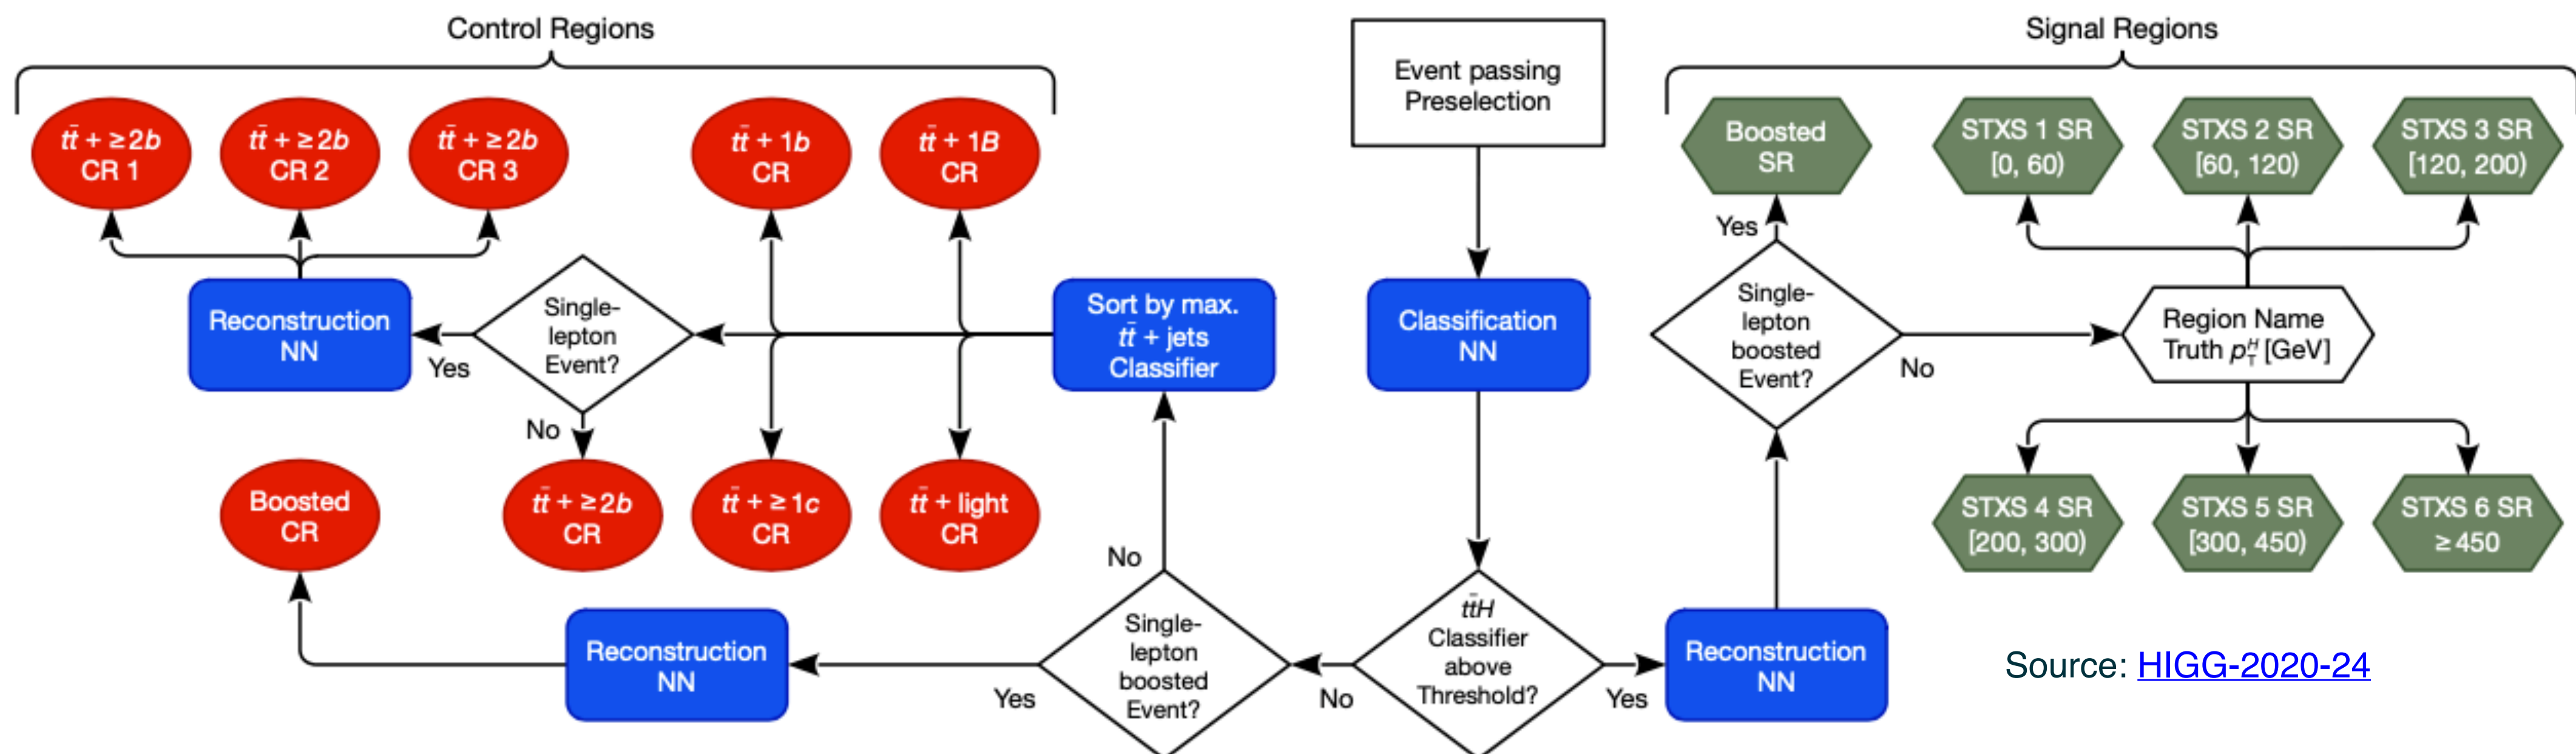 Control Regions
Signal Regions
Event passing
Preselection
tt̄ + ≥ 2b
CR 1
tt̄ + ≥ 2b
CR 2
tt̄ + ≥ 2b
CR 3
tt̄ + 1b
CR
tt̄ + 1B
CR
Boosted
SR
STXS 1 SR
[0, 60)
STXS 2 SR
[60, 120)
STXS 3 SR
[120, 200)
Yes
Reconstruction
NN
Yes
Single-
lepton
Event?
No
Sort by max.
tt̄ + jets
Classifier
Classification
NN
Single-
lepton
boosted
Event?
No
Region Name
Truth p_T^H [GeV]
Boosted
CR
tt̄ + ≥ 2b
CR
tt̄ + ≥ 1c
CR
tt̄ + light
CR
STXS 4 SR
[200, 300)
STXS 5 SR
[300, 450)
STXS 6 SR
≥ 450
No
Reconstruction
NN
Yes
Single-
lepton
boosted
Event?
No
tt̄H
Classifier
above
Threshold?
Yes
Reconstruction
NN
Source: HIGG-2020-24